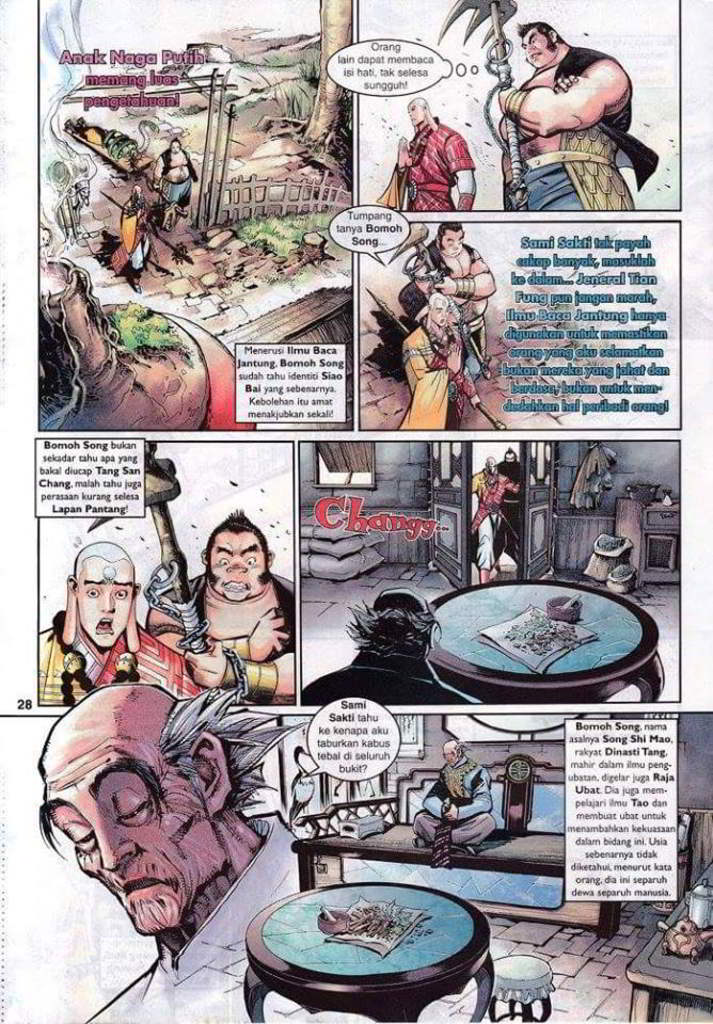 Anak Naga Putih
memang luas
pengetahuan!
Orang
lain dapat membaca
isi hati, tak selesa
sungguh!
Menerusi Ilmu Baca
Jantung, Bomoh Song
sudah tahu identiti Siao
Bai yang sebenarnya.
Kebolehan itu amat
menakjubkan sekali!
Tumpang
tanya Bomoh
Song...
Sami Sakti tak payah
cakap banyak, masuklah
ke dalam... Jeneral Tian
Fung pun jangan marah,
Ilmu Baca Jantung hanya
digunakan untuk memastikan
orang yang aku selamatkan
bukan mereka yang jahat dan
berdosa, bukan untuk men-
dedahkan hal peribadi orang!
Bomoh Song bukan
sekadar tahu apa yang
bakal diucap Tang San
Chang, malah tahu juga
perasaan kurang selesa
Lapan Pantang!
Changg...
28
Sami
Sakti tahu
ke kenapa aku
taburkan kabus
tebal di seluruh
bukit?
Bomoh Song, nama
asalnya Song Shi Mao,
rakyat Dinasti Tang,
mahir dalam ilmu peng-
ubatan, digelar juga Raja
Ubat. Dia juga mem-
pelajari ilmu Tao dan
membuat ubat untuk
menambahkan kekuasaan
dalam bidang ini. Usia
sebenarnya tidak
diketahui, menurut kata
orang, dia ini separuh
dewa separuh manusia.